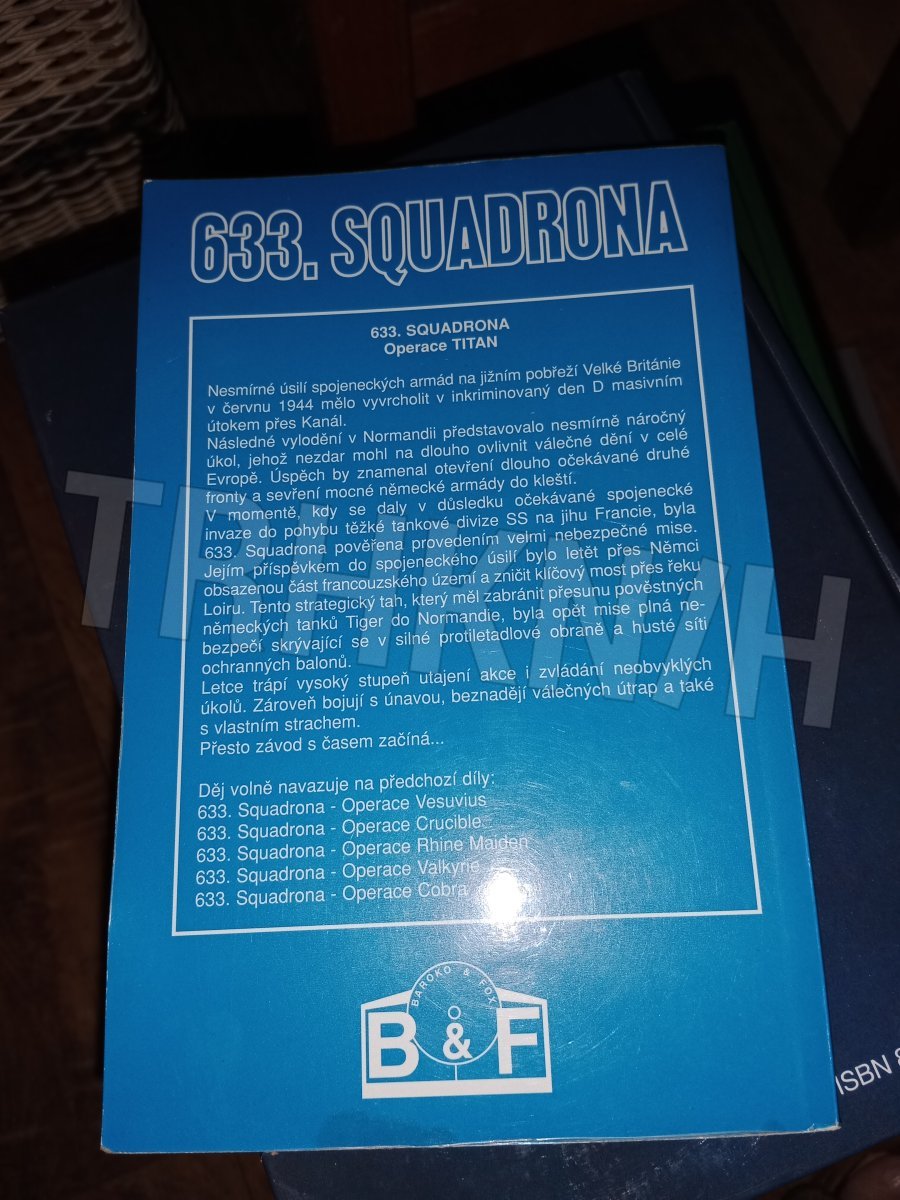 633. SQUADRONA
633. SQUADRONA
Operace TITAN
Nesmírné úsilí spojeneckých armád na jižním pobřeží Velké Británie
v červnu 1944 mělo vyvrcholit v inkriminovaný den D masivním
útokem přes Kanál.
Následné vylodění v Normandii představovalo nesmírně náročný
úkol, jehož nezdar mohl na dlouho ovlivnit válečné dění v celé
Evropě. Úspěch by znamenal otevření dlouho očekávané druhé
fronty a sevření mocné německé armády do kleští.
V momentě, kdy se daly v důsledku očekávané spojenecké
invaze do pohybu těžké tankové divize SS na jihu Francie, byla
633. Squadrona pověřena provedením velmi nebezpečné mise.
Jejím příspěvkem do spojeneckého úsilí bylo letět přes Němci
obsazenou část francouzského území a zničit klíčový most přes řeku
Loiru. Tento strategický tah, který měl zabránit přesunu pověstných
německých tanků Tiger do Normandie, byla opět mise plná ne-
bezpečí skrývající se v silné protiletadlové obraně a husté síti
ochranných balonů.
Letce trápí vysoký stupeň utajení akce i zvládání neobvyklých
úkolů. Zároveň bojují s únavou, beznadějí válečných útrap a také
s vlastním strachem.
Přesto závod s časem začíná...
Děj volně navazuje na předchozí díly:
633. Squadrona - Operace Vesuvius
633. Squadrona - Operace Crucible
633. Squadrona - Operace Rhine Maiden
633. Squadrona - Operace Valkyrie
633. Squadrona - Operace Cobra
BAROKO & FOX
B & F
ISBN 8
TRHKNIH